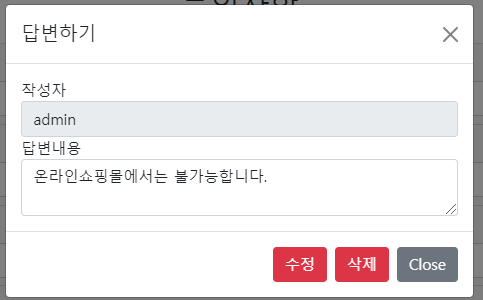 답변하기
작성자
admin
답변내용
온라인쇼핑몰에서는 불가능합니다.
수정 삭제 Close